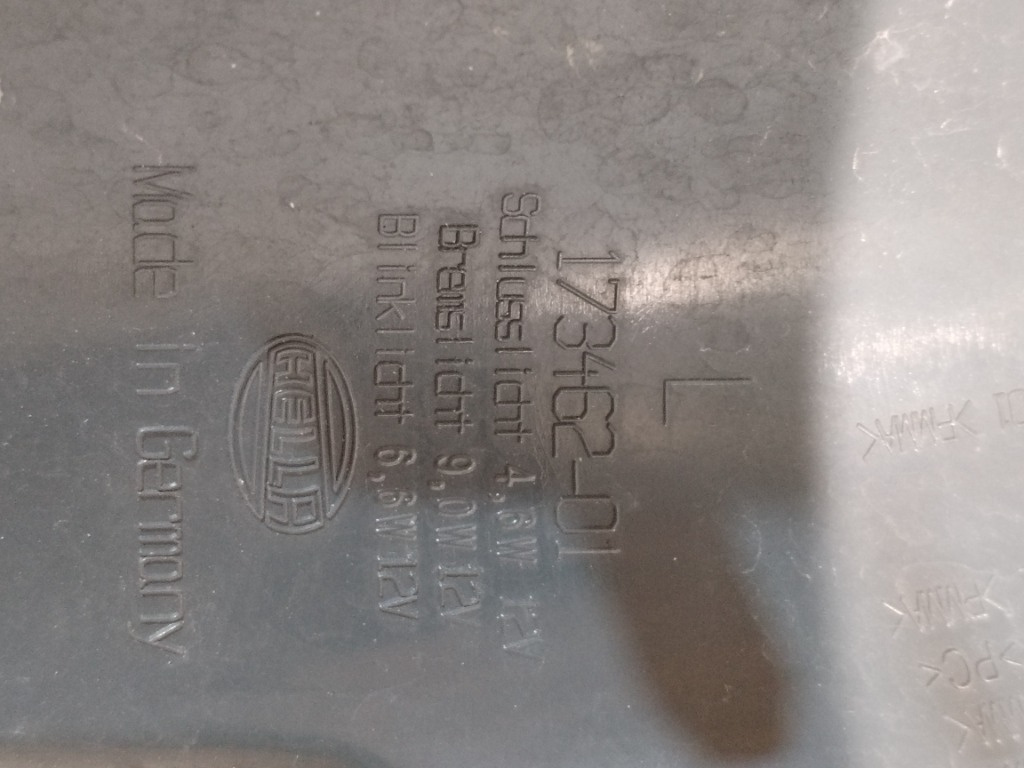 L
173462-01
Schlusslicht 4,8W 12V
Bremslicht 9,0W 12V
Blinklicht 6,6W 12V
HELLA
Made in Germany
>PMMA<
>PMMA<
>PC<